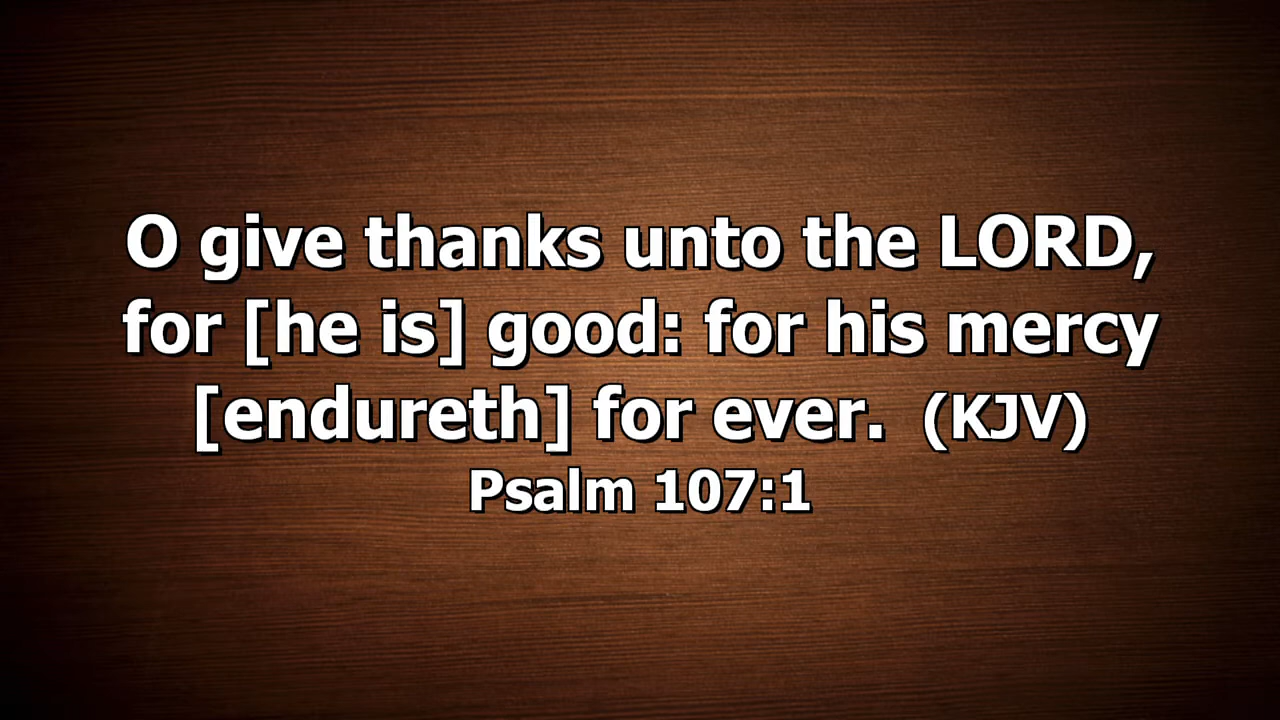 O give thanks unto the LORD,
for [he is] good: for his mercy
[endureth] for ever. (KJV)
Psalm 107:1